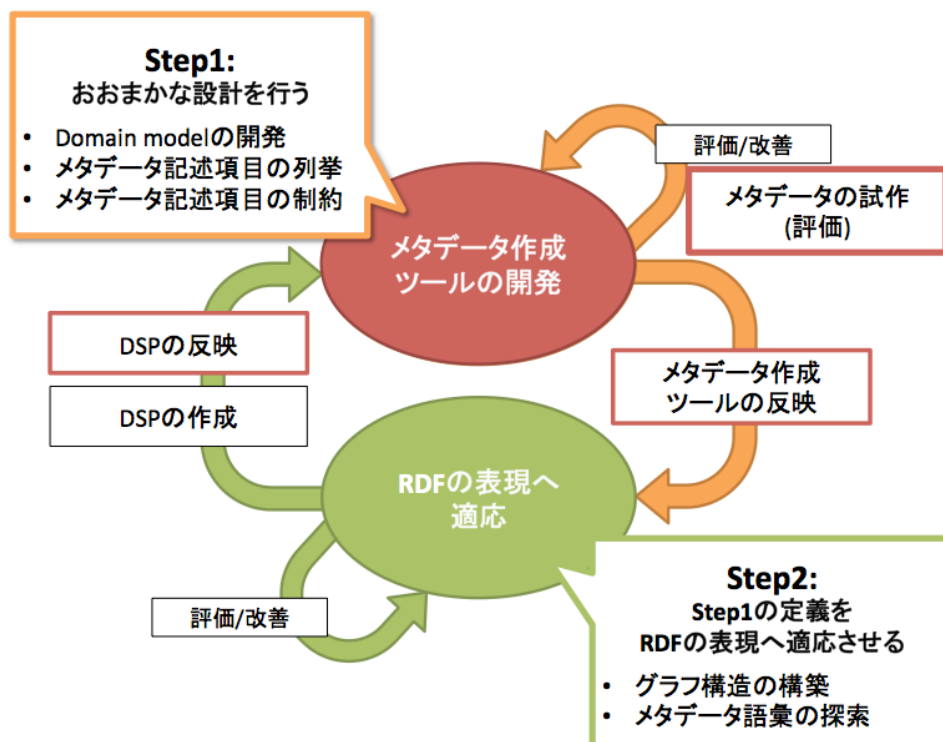 Step1:
おおまかな設計を行う
• Domain modelの開発
• メタデータ記述項目の列挙
• メタデータ記述項目の制約
評価/改善
メタデータの試作
(評価)
メタデータ作成
ツールの開発
DSPの反映
DSPの作成
メタデータ作成
ツールの反映
RDFの表現へ
適応
評価/改善
Step2:
Step1の定義を
RDFの表現へ適応させる
• グラフ構造の構築
• メタデータ語彙の探索